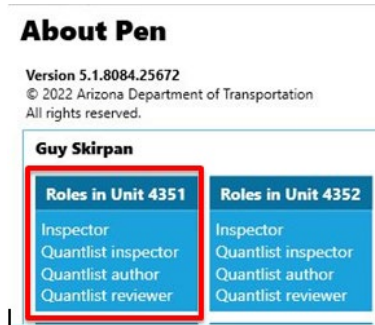 About Pen
Version 5.1.8084.25672
© 2022 Arizona Department of Transportation
All rights reserved.
Guy Skirpan
Roles in Unit 4351
Inspector
Quantlist inspector
Quantlist author
Quantlist reviewer
Roles in Unit 4352
Inspector
Quantlist inspector
Quantlist author
Quantlist reviewer